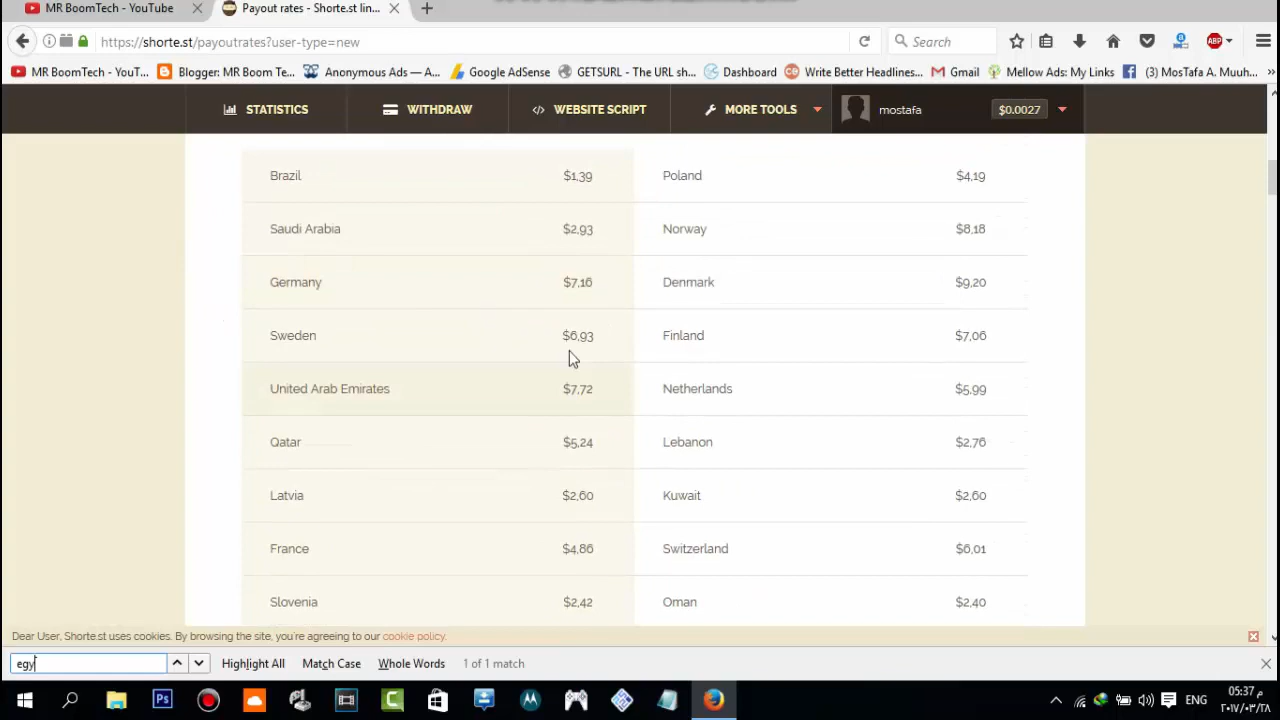 MR BoomTech - YouTube
Payout rates - Shorte.st lin...
https://shorte.st/payoutrates?user-type=new
Search
ABP
MR BoomTech - YouT...
Blogger: MR Boom Te...
Anonymous Ads — A...
Google AdSense
GETSURL - The URL sh...
Dashboard
Write Better Headlines...
Gmail
Mellow Ads: My Links
(3) MosTafa A. Muuh...
STATISTICS
WITHDRAW
WEBSITE SCRIPT
MORE TOOLS
mostafa
$0.0027
Brazil $1,39 Poland $4,19
Saudi Arabia $2,93 Norway $8,18
Germany $7,16 Denmark $9,20
Sweden $6,93 Finland $7,06
United Arab Emirates $7,72 Netherlands $5,99
Qatar $5,24 Lebanon $2,76
Latvia $2,60 Kuwait $2,60
France $4,86 Switzerland $6,01
Slovenia $2,42 Oman $2,40
Dear User, Shorte.st uses cookies. By browsing the site, you're agreeing to our cookie policy.
egy
Highlight All
Match Case
Whole Words
1 of 1 match
Ps
ENG
05:37 م
٢٠١٧/٠٣/٢٨